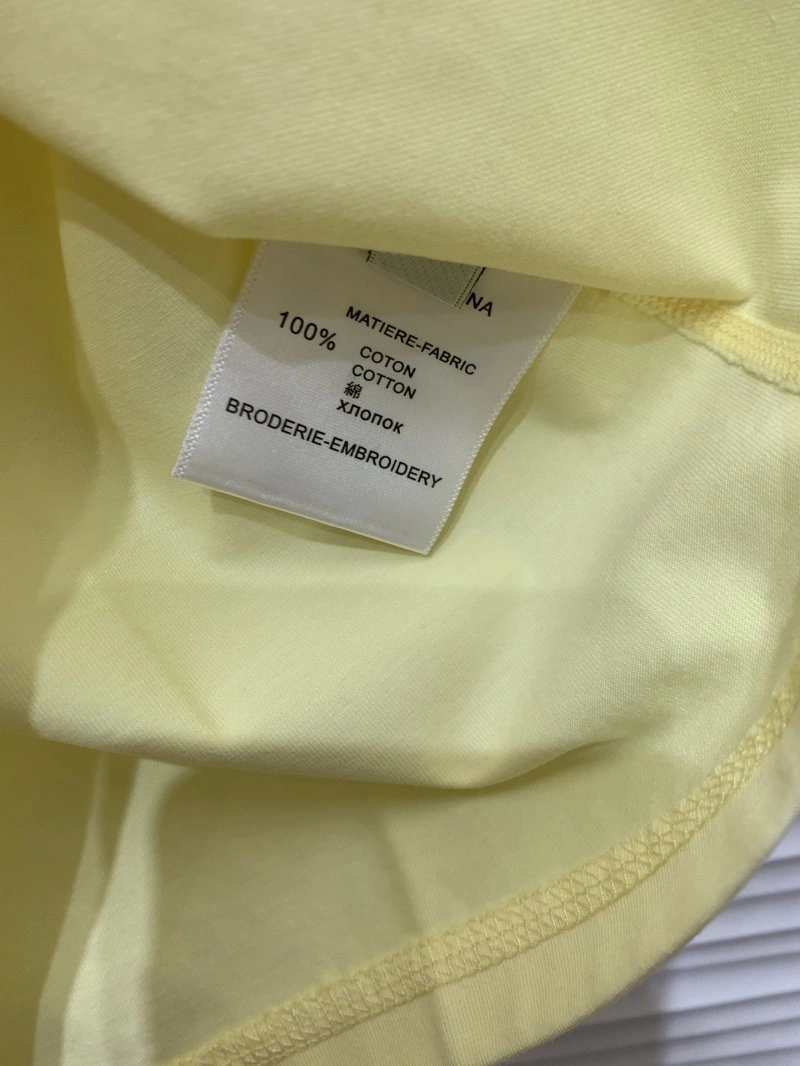 NA
MATIERE-FABRIC
100% COTON
COTTON
綿
хлопок
BRODERIE-EMBROIDERY